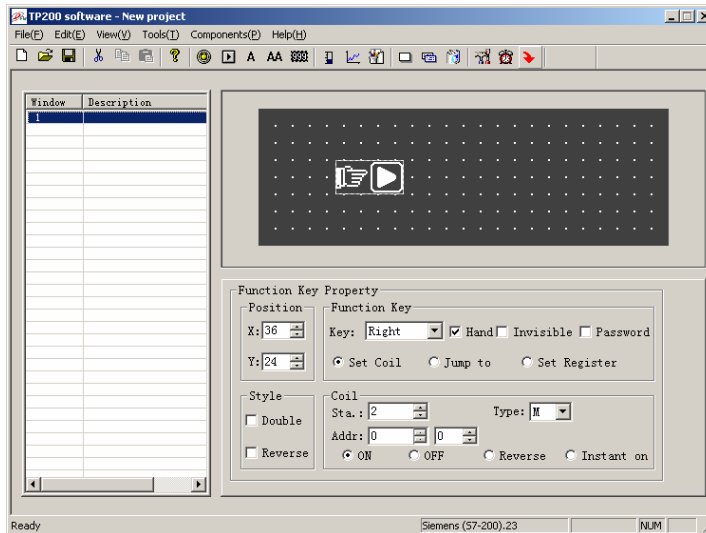 TP200 software - New project
File(F) Edit(E) View(V) Tools(T) Components(P) Help(H)
A AA
Window Description
1
Function Key Property
Position Function Key
X: 36 Key: Right Hand Invisible Password
Y: 24 Set Coil Jump to Set Register
Style Coil
Double Sta.: 2 Type: M
Addr: 0 0
Reverse ON OFF Reverse Instant on
Ready Siemens (S7-200).23 NUM